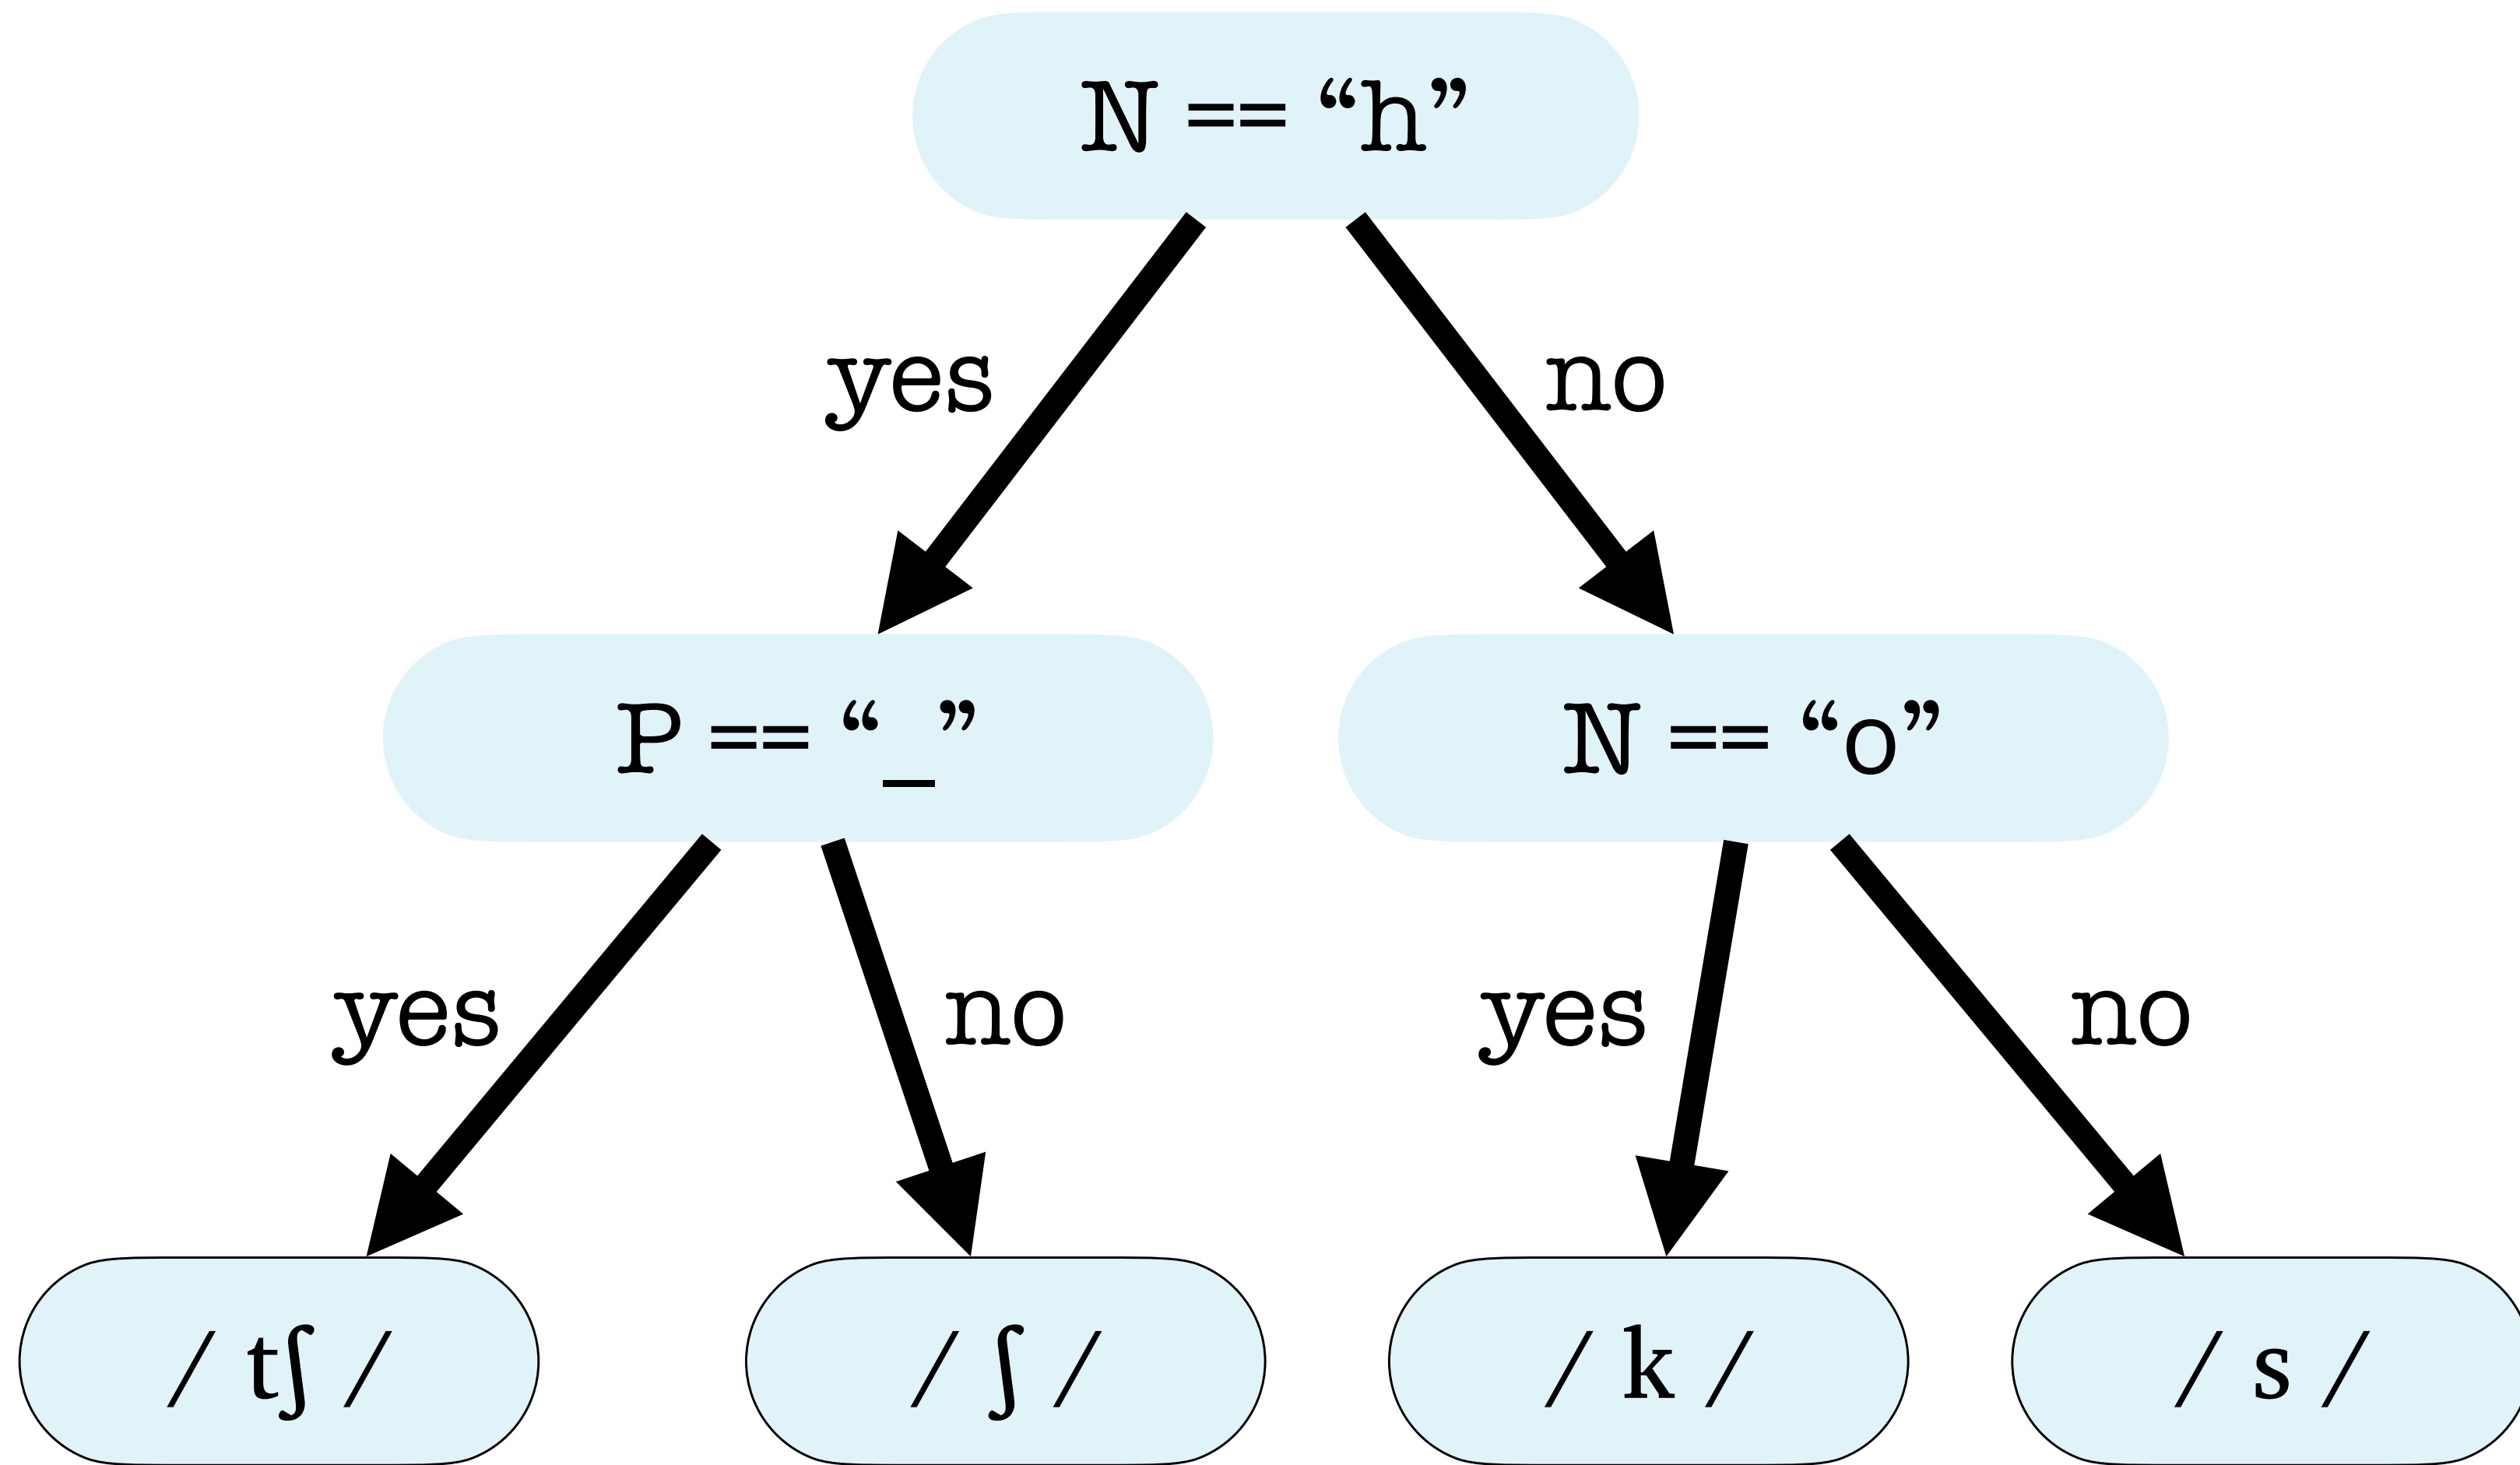 N == “h”
yes no
P == “_” N == “o”
yes no yes no
/ tʃ / / ʃ / / k / / s /